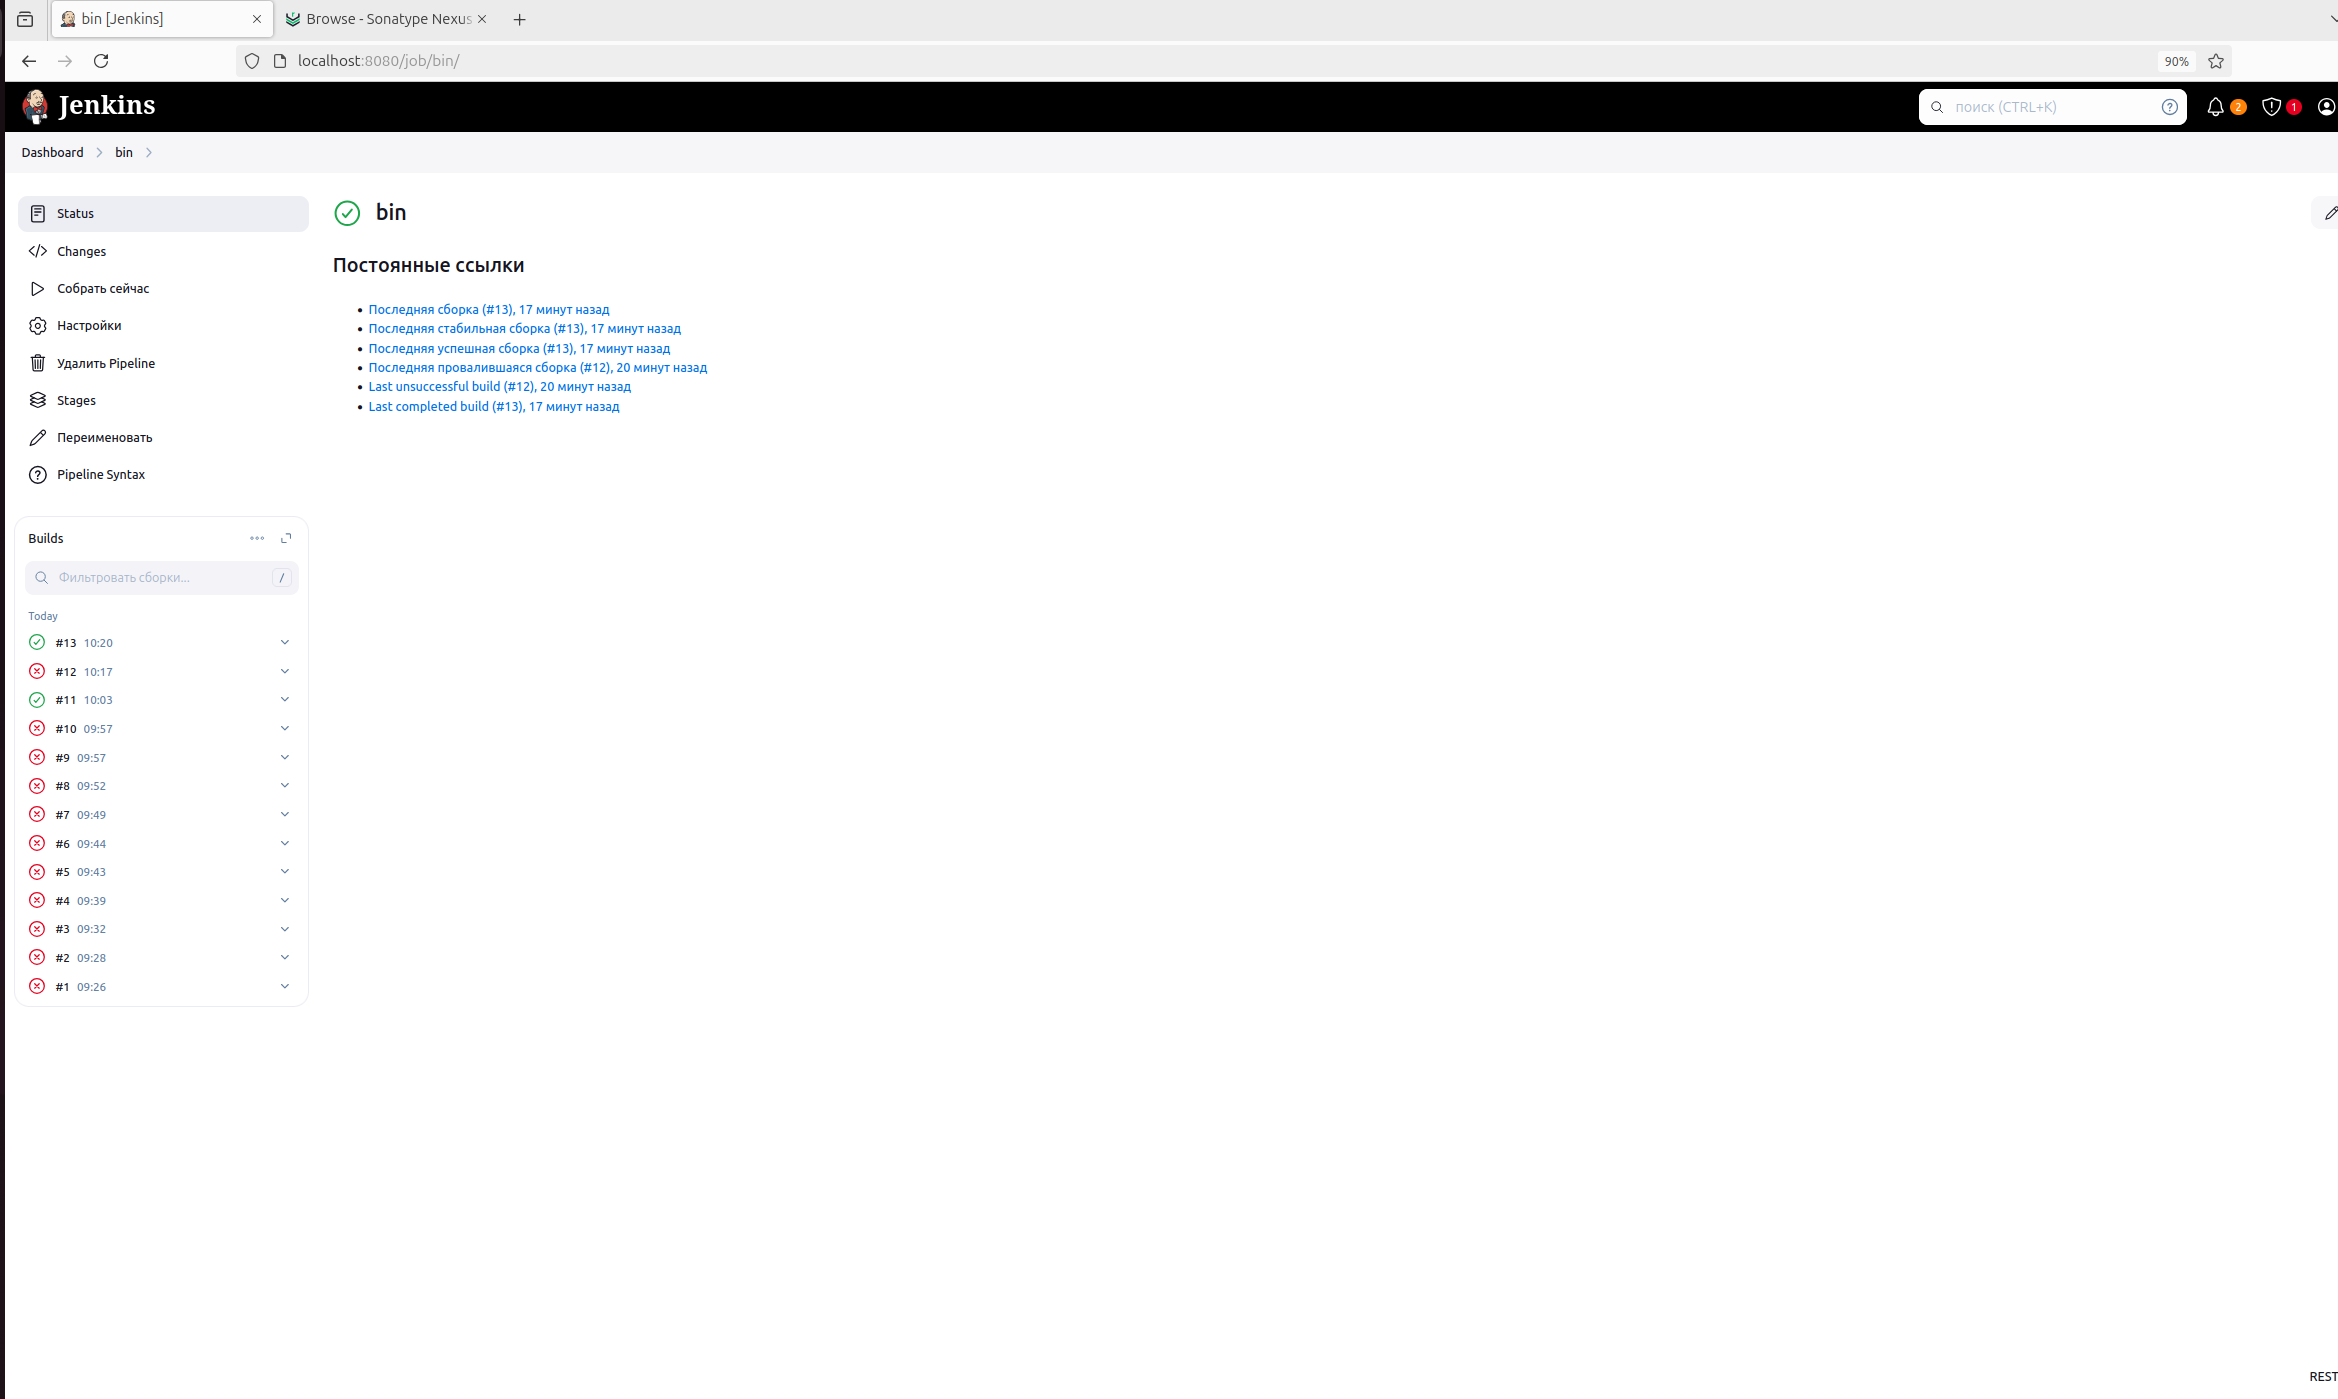 bin [Jenkins]
Browse - Sonatype Nexus
localhost:8080/job/bin/
90%
Jenkins
поиск (CTRL+K)
2
1
Dashboard
bin
Status
Changes
Собрать сейчас
Настройки
Удалить Pipeline
Stages
Переименовать
Pipeline Syntax
bin
Постоянные ссылки
Последняя сборка (#13), 17 минут назад
Последняя стабильная сборка (#13), 17 минут назад
Последняя успешная сборка (#13), 17 минут назад
Последняя провалившаяся сборка (#12), 20 минут назад
Last unsuccessful build (#12), 20 минут назад
Last completed build (#13), 17 минут назад
Builds
Фильтровать сборки... /
Today
#13 10:20
#12 10:17
#11 10:03
#10 09:57
#9 09:57
#8 09:52
#7 09:49
#6 09:44
#5 09:43
#4 09:39
#3 09:32
#2 09:28
#1 09:26
REST